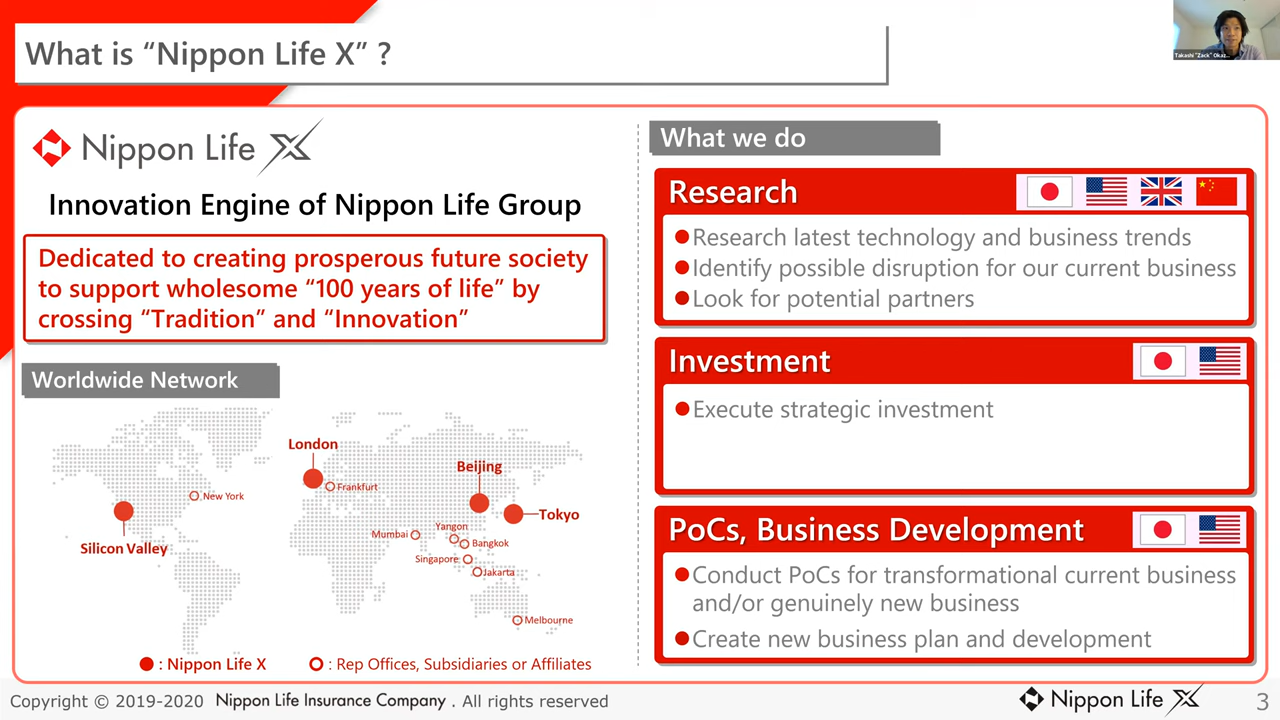 What is “Nippon Life X” ?
Takashi "Zack" Okaz...
Nippon Life X
Innovation Engine of Nippon Life Group
Dedicated to creating prosperous future society
to support wholesome “100 years of life” by
crossing “Tradition” and “Innovation”
Worldwide Network
London
Frankfurt
New York
Silicon Valley
Beijing
Tokyo
Mumbai
Yangon
Bangkok
Singapore
Jakarta
Melbourne
: Nippon Life X
: Rep Offices, Subsidiaries or Affiliates
What we do
Research
Research latest technology and business trends
Identify possible disruption for our current business
Look for potential partners
Investment
Execute strategic investment
PoCs, Business Development
Conduct PoCs for transformational current business
and/or genuinely new business
Create new business plan and development
Copyright © 2019-2020 Nippon Life Insurance Company . All rights reserved
Nippon Life X
3